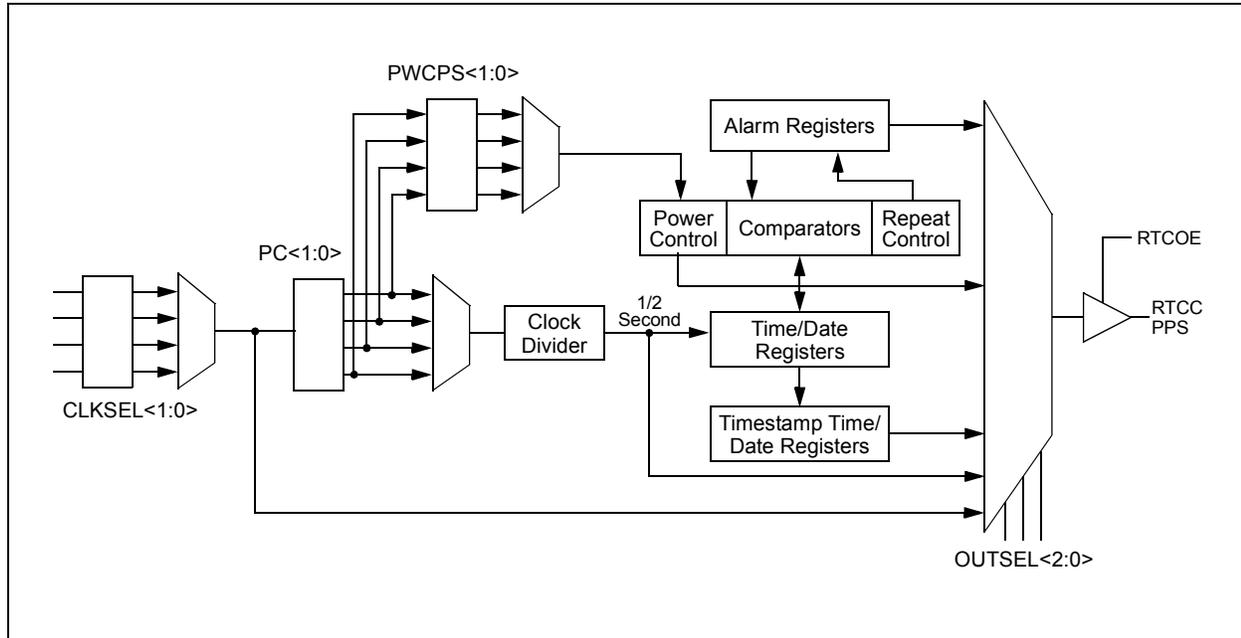 PWCPS<1:0>
Alarm Registers
Power
Control
Comparators
Repeat
Control
RTCOE
PC<1:0>
1/2
Second
Clock
Divider
Time/Date
Registers
RTCC
PPS
CLKSEL<1:0>
Timestamp Time/
Date Registers
OUTSEL<2:0>